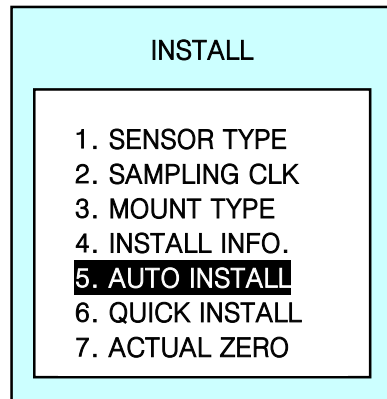 INSTALL
1. SENSOR TYPE
2. SAMPLING CLK
3. MOUNT TYPE
4. INSTALL INFO.
5. AUTO INSTALL
6. QUICK INSTALL
7. ACTUAL ZERO